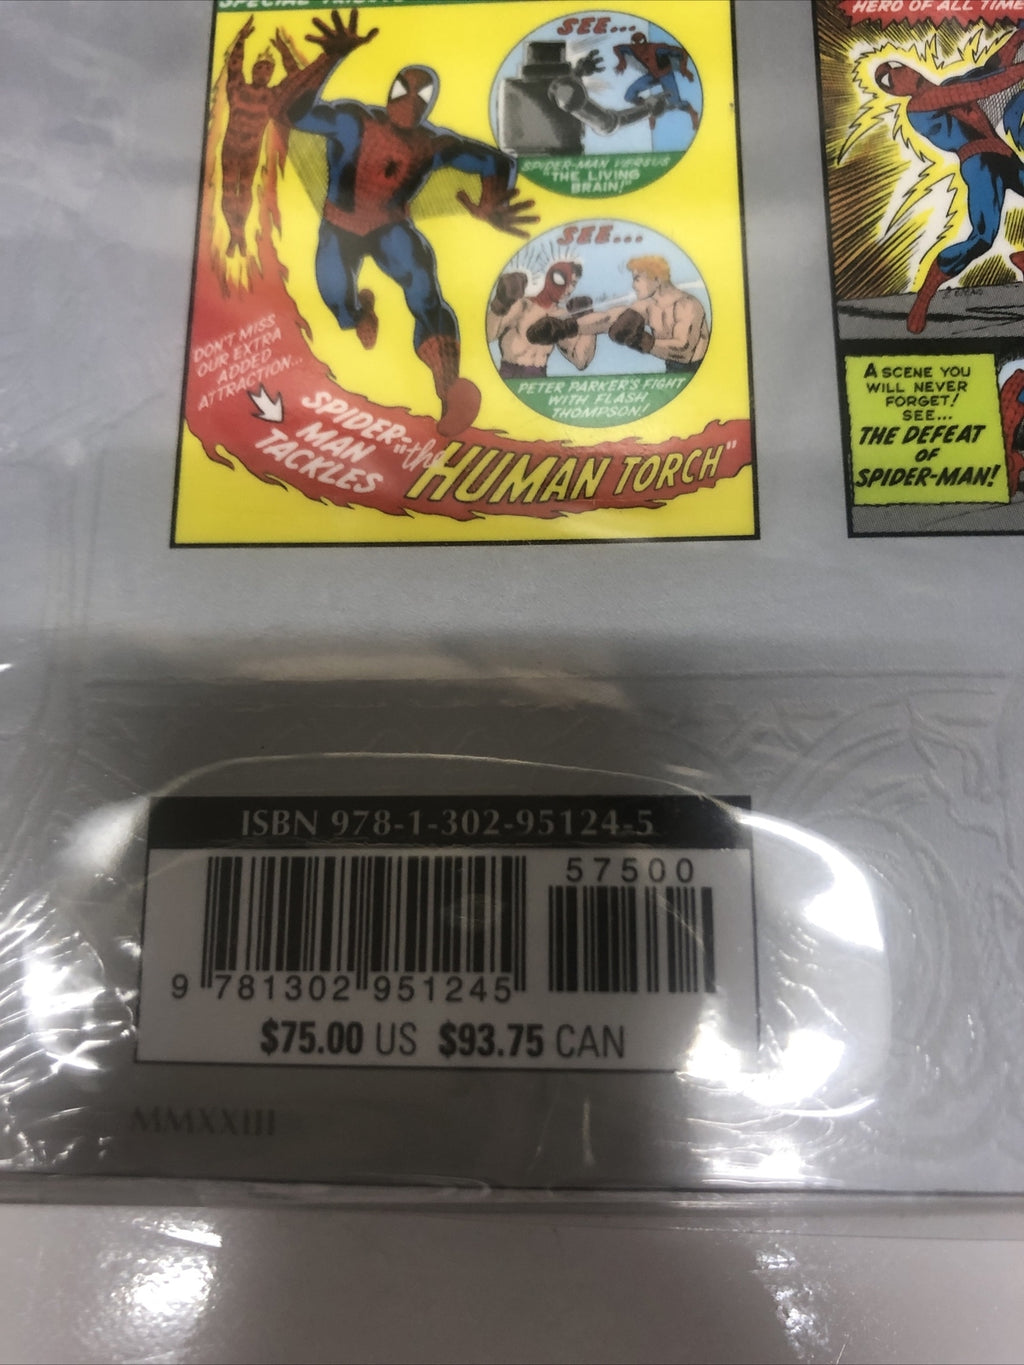 SPECIAL TRIBUTE
SEE...
SPIDER-MAN VERSUS
"THE LIVING
BRAIN!"
SEE...
PETER PARKER'S FIGHT
WITH FLASH
THOMPSON!
DON'T MISS
OUR EXTRA
ADDED
ATTRACTION...
SPIDER-
MAN
TACKLES
"the HUMAN TORCH"
HERO OF ALL TIME
A SCENE YOU
WILL NEVER
FORGET!
SEE...
THE DEFEAT
OF
SPIDER-MAN!
ISBN 978-1-302-95124-5
57500
9 781302 951245
$75.00 US $93.75 CAN
MMXXIII